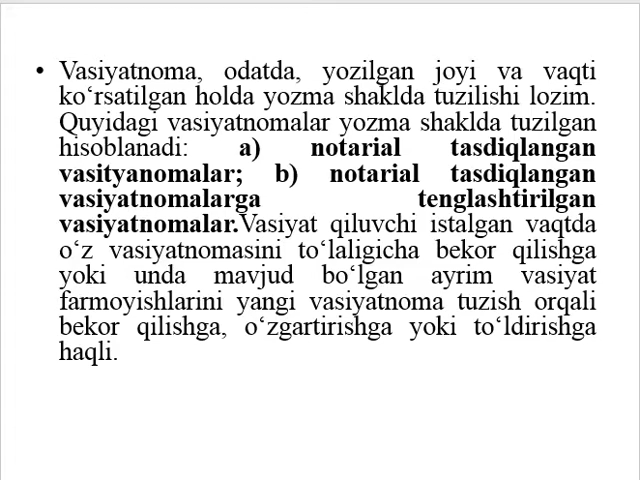 • Vasiyatnoma, odatda, yozilgan joyi va vaqti
ko‘rsatilgan holda yozma shaklda tuzilishi lozim.
Quyidagi vasiyatnomalar yozma shaklda tuzilgan
hisoblanadi: a) notarial tasdiqlangan
vasityanomalar; b) notarial tasdiqlangan
vasiyatnomalarga tenglashtirilgan
vasiyatnomalar.Vasiyat qiluvchi istalgan vaqtda
o‘z vasiyatnomasini to‘laligicha bekor qilishga
yoki unda mavjud bo‘lgan ayrim vasiyat
farmoyishlarini yangi vasiyatnoma tuzish orqali
bekor qilishga, o‘zgartirishga yoki to‘ldirishga
haqli.